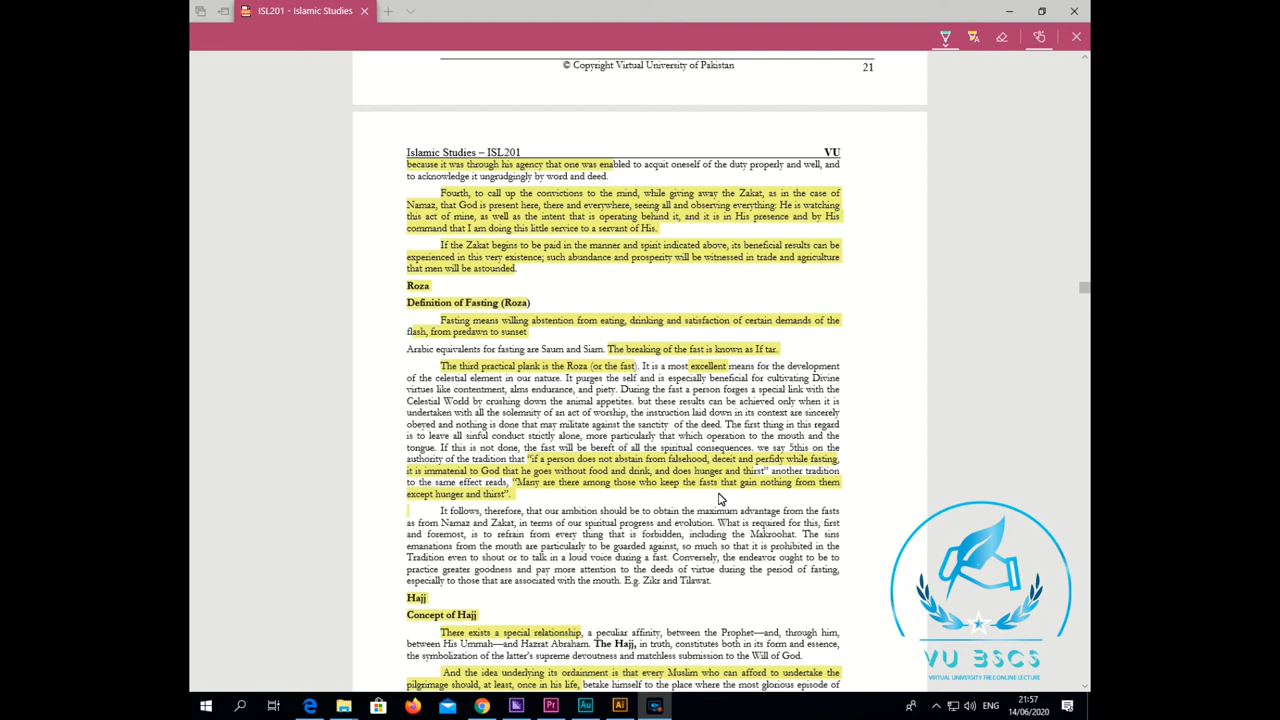 ISL201 - Islamic Studies
© Copyright Virtual University of Pakistan 21
Islamic Studies – ISL201 VU
because it was through his agency that one was enabled to acquit oneself of the duty properly and well, and
to acknowledge it ungrudgingly by word and deed.
Fourth, to call up the convictions to the mind, while giving away the Zakat, as in the case of
Namaz, that God is present here, there and everywhere, seeing all and observing everything: He is watching
this act of mine, as well as the intent that is operating behind it, and it is in His presence and by His
command that I am doing this little service to a servant of His.
If the Zakat begins to be paid in the manner and spirit indicated above, its beneficial results can be
experienced in this very existence; such abundance and prosperity will be witnessed in trade and agriculture
that men will be astounded.
Roza
Definition of Fasting (Roza)
Fasting means willing abstention from eating, drinking and satisfaction of certain demands of the
flash, from predawn to sunset
Arabic equivalents for fasting are Saum and Siam. The breaking of the fast is known as If tar.
The third practical plank is the Roza (or the fast). It is a most excellent means for the development
of the celestial element in our nature. It purges the self and is especially beneficial for cultivating Divine
virtues like contentment, alms endurance, and piety. During the fast a person forges a special link with the
Celestial World by crushing down the animal appetites. but these results can be achieved only when it is
undertaken with all the solemnity of an act of worship, the instruction laid down in its context are sincerely
obeyed and nothing is done that may militate against the sanctity of the deed. The first thing in this regard
is to leave all sinful conduct strictly alone, more particularly that which operation to the mouth and the
tongue. If this is not done, the fast will be bereft of all the spiritual consequences. we say 5this on the
authority of the tradition that “if a person does not abstain from falsehood, deceit and perfidy while fasting,
it is immaterial to God that he goes without food and drink, and does hunger and thirst” another tradition
to the same effect reads, “Many are there among those who keep the fasts that gain nothing from them
except hunger and thirst”.
It follows, therefore, that our ambition should be to obtain the maximum advantage from the fasts
as from Namaz and Zakat, in terms of our spiritual progress and evolution. What is required for this, first
and foremost, is to refrain from every thing that is forbidden, including the Makroohat. The sins
emanations from the mouth are particularly to be guarded against, so much so that it is prohibited in the
Tradition even to shout or to talk in a loud voice during a fast. Conversely, the endeavor ought to be to
practice greater goodness and pay more attention to the deeds of virtue during the period of fasting,
especially to those that are associated with the mouth. E.g. Zikr and Tilawat.
Hajj
Concept of Hajj
There exists a special relationship, a peculiar affinity, between the Prophet—and, through him,
between His Ummah—and Hazrat Abraham. The Hajj, in truth, constitutes both in its form and essence,
the symbolization of the latter's supreme devoutness and matchless submission to the Will of God.
And the idea underlying its ordainment is that every Muslim who can afford to undertake the
pilgrimage should, at least, once in his life, betake himself to the place where the most glorious episode of
VU BSCS
VIRTUAL UNIVERSITY FREE ONLINE LECTURE
ENG
21:57
14/06/2020